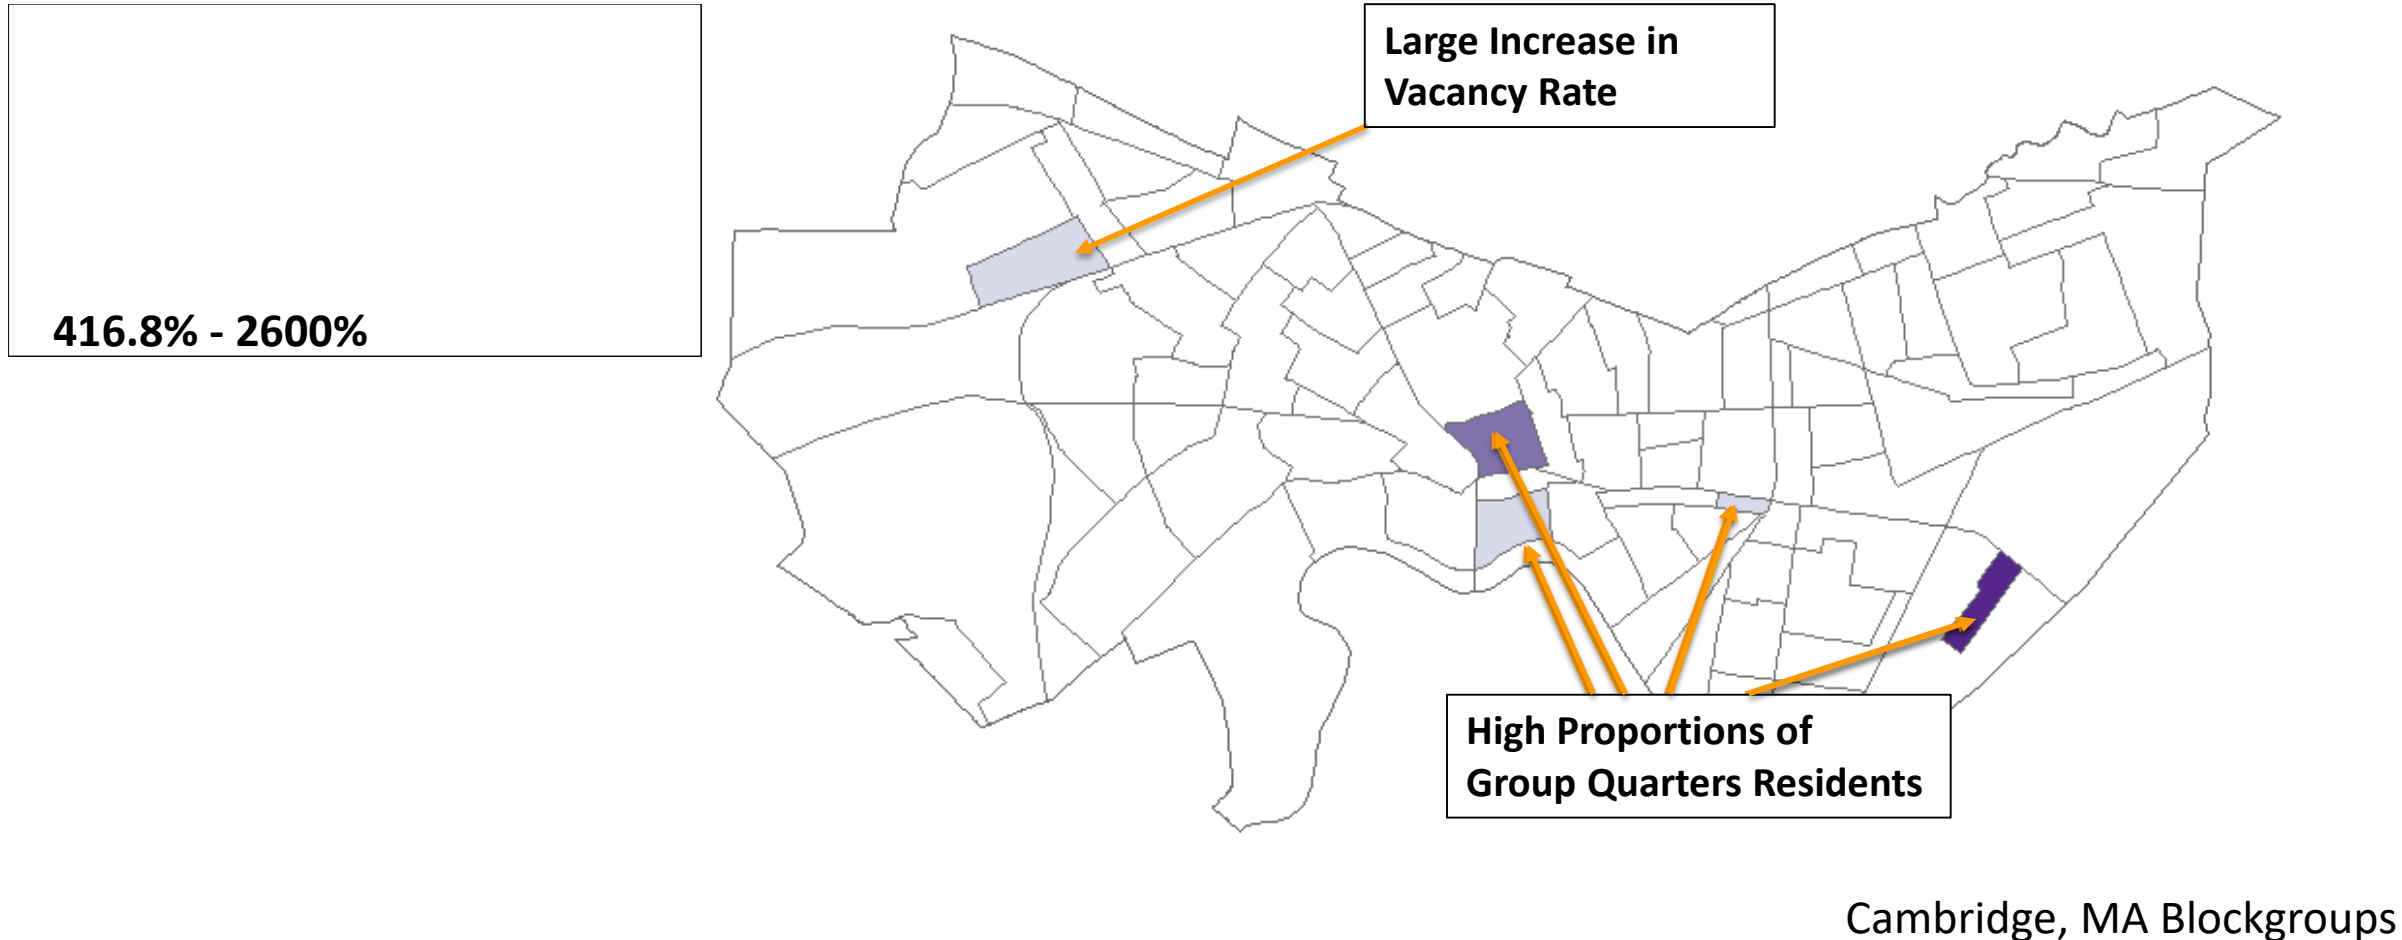 Large Increase in
Vacancy Rate
416.8% - 2600%
High Proportions of
Group Quarters Residents
Cambridge, MA Blockgroups